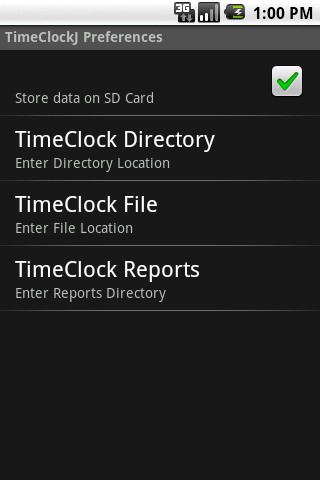 3G
1:00 PM
TimeClockJ Preferences
Store data on SD Card
TimeClock Directory
Enter Directory Location
TimeClock File
Enter File Location
TimeClock Reports
Enter Reports Directory